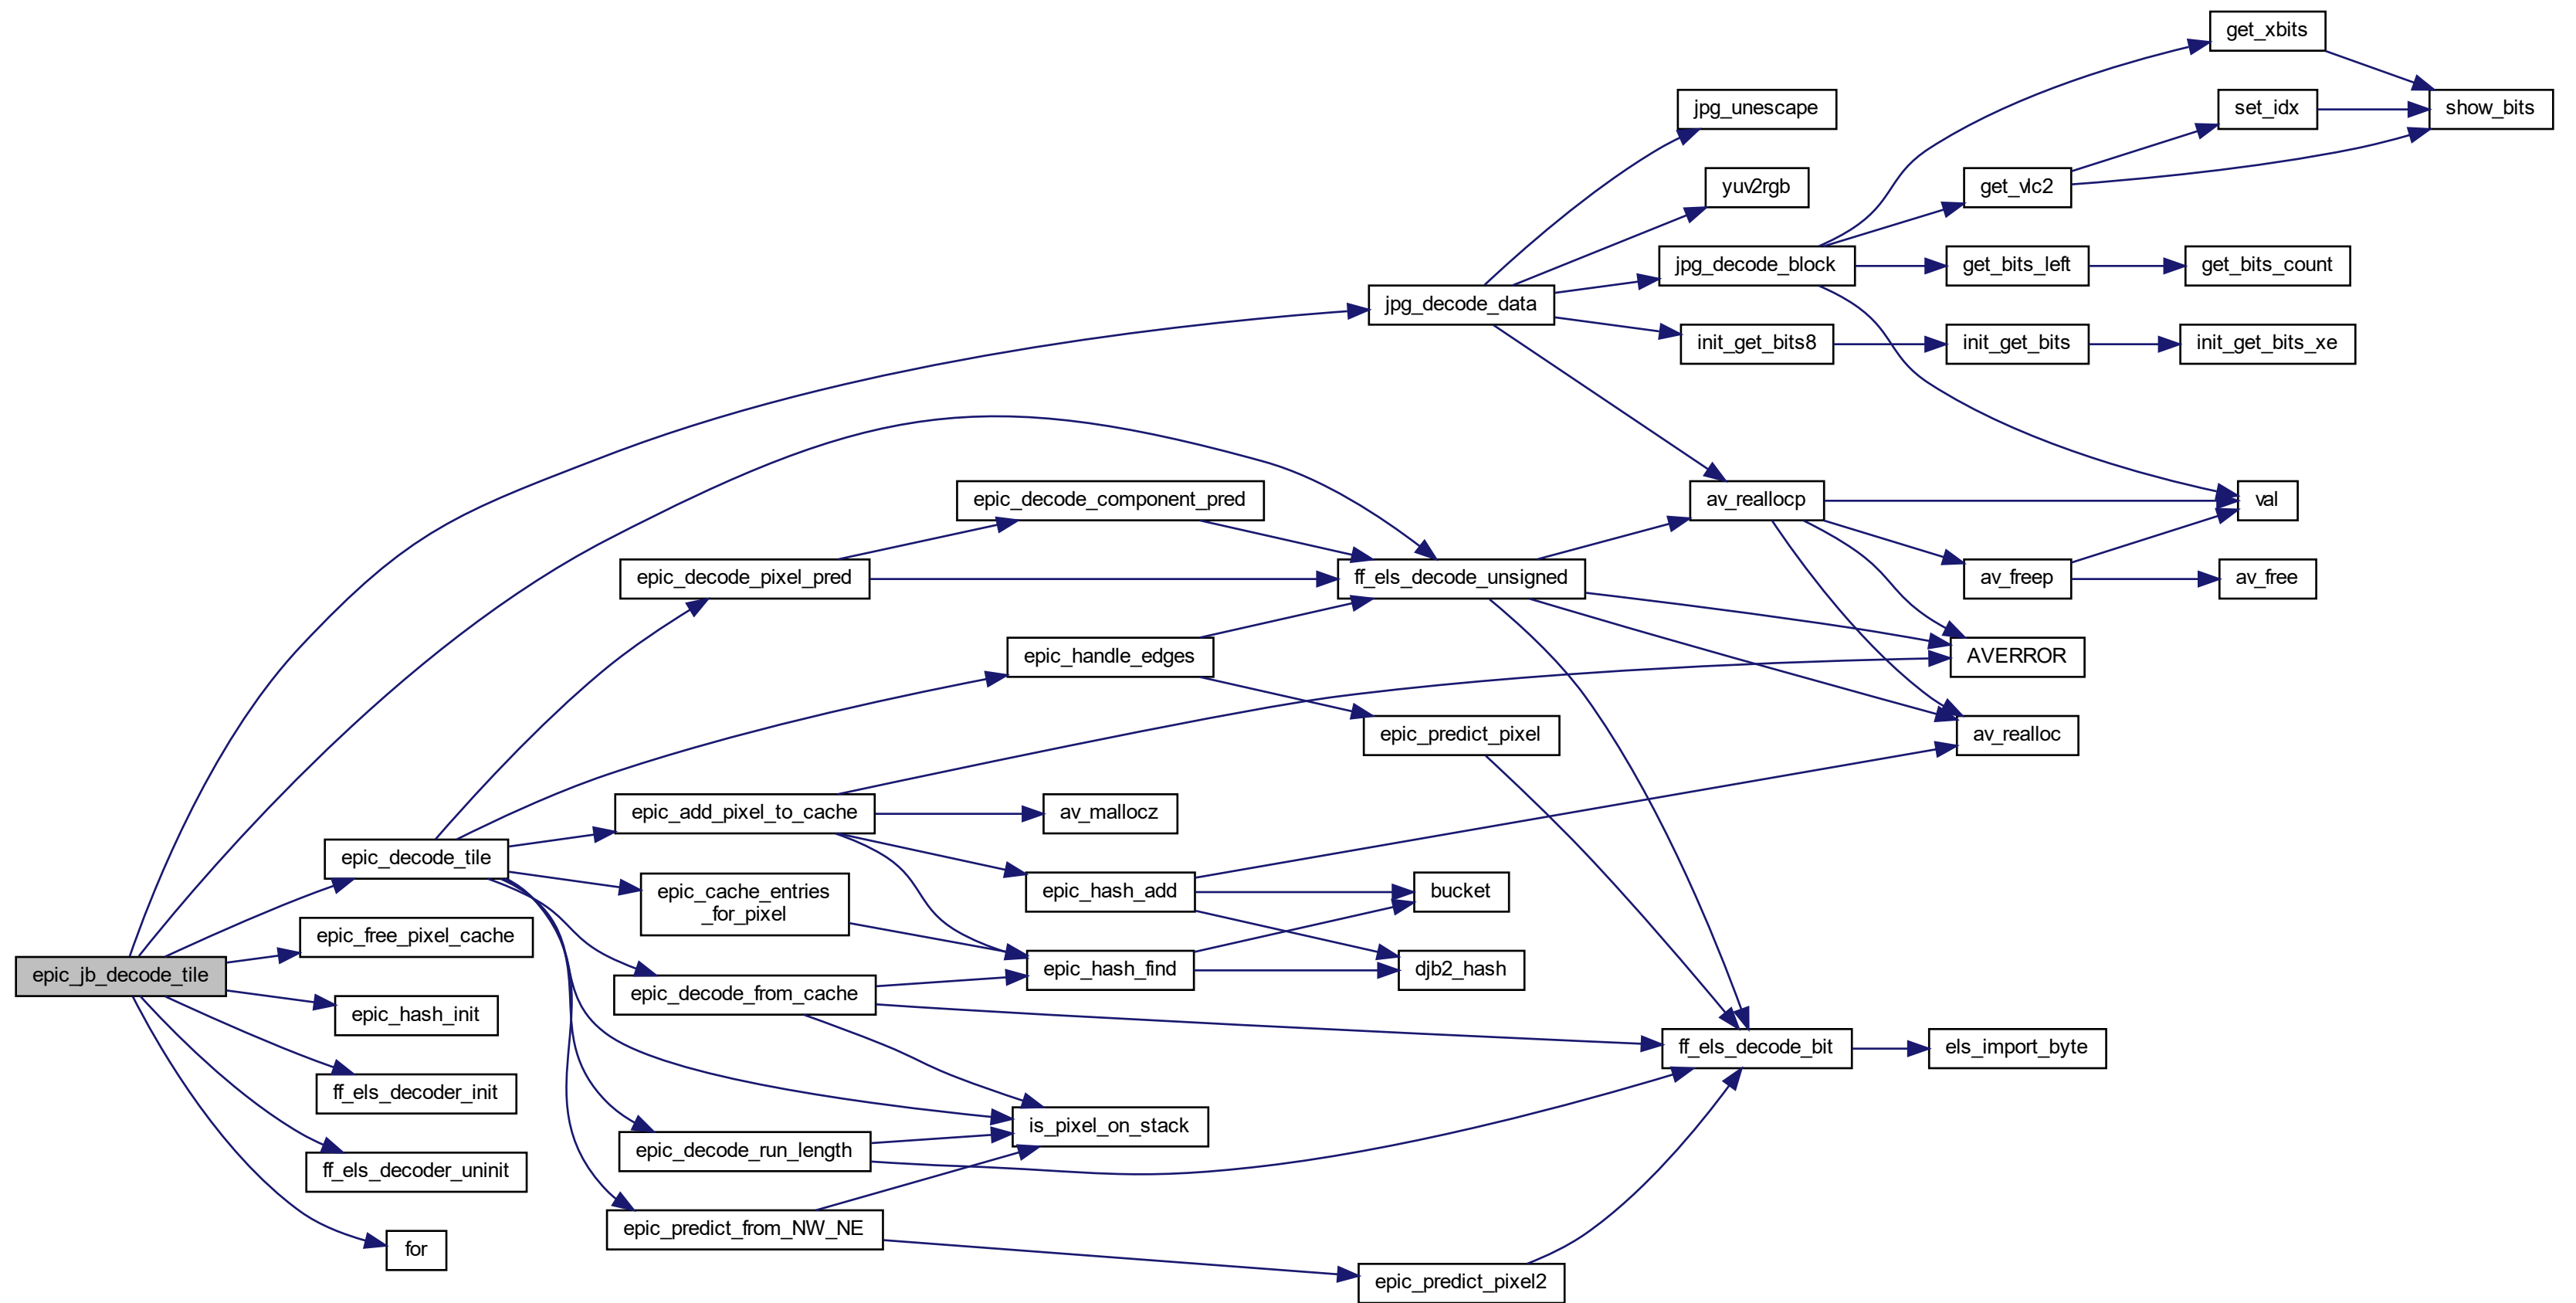 get_xbits
jpg_unescape
set_idx
show_bits
yuv2rgb
get_vlc2
jpg_decode_block
get_bits_left
get_bits_count
jpg_decode_data
init_get_bits8
init_get_bits
init_get_bits_xe
epic_decode_component_pred
av_reallocp
val
epic_decode_pixel_pred
ff_els_decode_unsigned
av_freep
av_free
epic_handle_edges
AVERROR
epic_predict_pixel
av_realloc
epic_add_pixel_to_cache
av_mallocz
epic_decode_tile
epic_cache_entries
_for_pixel
epic_hash_add
bucket
epic_free_pixel_cache
epic_jb_decode_tile
epic_hash_find
djb2_hash
epic_decode_from_cache
epic_hash_init
ff_els_decode_bit
els_import_byte
ff_els_decoder_init
is_pixel_on_stack
epic_decode_run_length
ff_els_decoder_uninit
epic_predict_from_NW_NE
for
epic_predict_pixel2